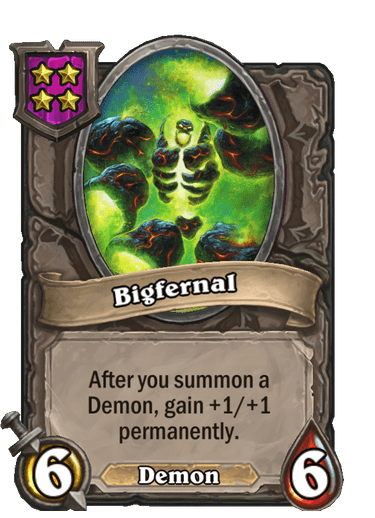 Bigfernal
After you summon a
Demon, gain +1/+1
permanently.
6
Demon
6